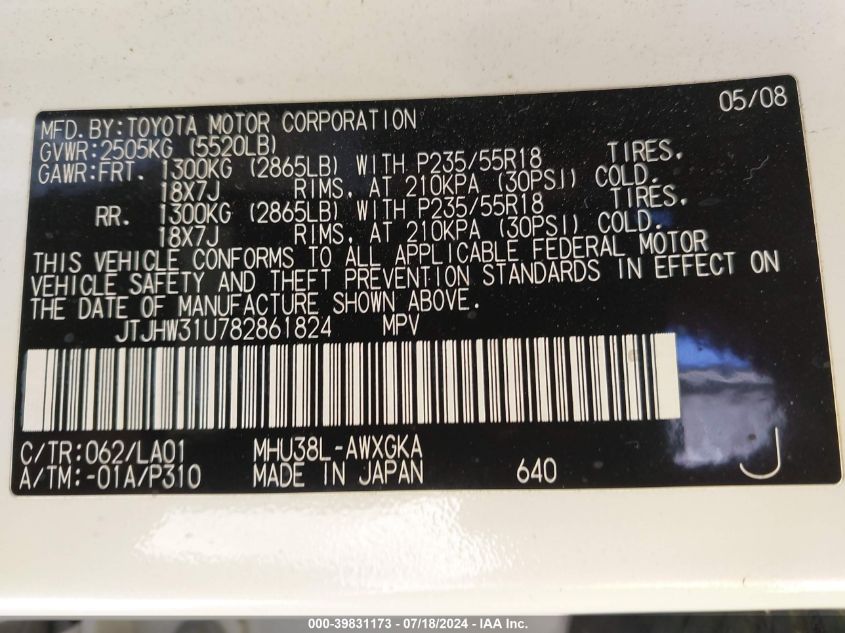 05/08
MFD. BY: TOYOTA MOTOR CORPORATION
GVWR: 2505KG (5520LB)
GAWR: FRT. 1300KG (2865LB) WITH P235/55R18 TIRES,
18X7J RIMS, AT 210KPA (30PSI) COLD.
RR. 1300KG (2865LB) WITH P235/55R18 TIRES,
18X7J RIMS, AT 210KPA (30PSI) COLD.
THIS VEHICLE CONFORMS TO ALL APPLICABLE FEDERAL MOTOR
VEHICLE SAFETY AND THEFT PREVENTION STANDARDS IN EFFECT ON
THE DATE OF MANUFACTURE SHOWN ABOVE.
JTJHW31U782861824 MPV
C/TR: 062/LA01 MHU38L-AWXGKA
A/TM: -01A/P310 MADE IN JAPAN 640 J
000-39831173 - 07/18/2024 - IAA Inc.